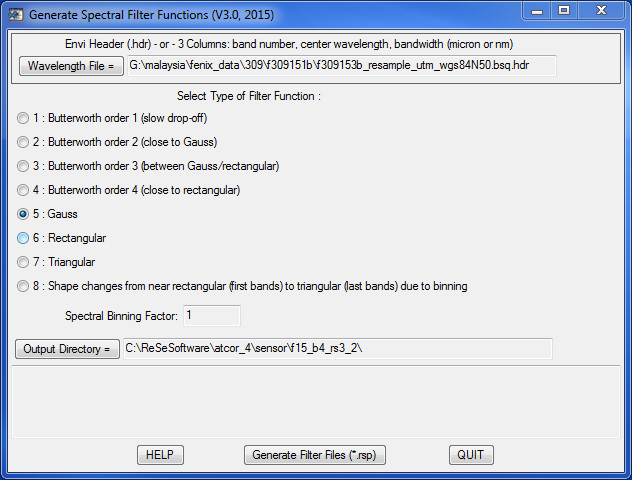 Generate Spectral Filter Functions (V3.0, 2015)
Envi Header (.hdr) - or - 3 Columns: band number, center wavelength, bandwidth (micron or nm)
Wavelength File = G:\malaysia\fenix_data\309\f309151b\f309153b_resample_utm_wgs84N50.bsq.hdr
Select Type of Filter Function :
1 : Butterworth order 1 (slow drop-off)
2 : Butterworth order 2 (close to Gauss)
3 : Butterworth order 3 (between Gauss/rectangular)
4 : Butterworth order 4 (close to rectangular)
5 : Gauss
6 : Rectangular
7 : Triangular
8 : Shape changes from near rectangular (first bands) to triangular (last bands) due to binning
Spectral Binning Factor: 1
Output Directory = C:\ReSeSoftware\atcor_4\sensor\f15_b4_rs3_2\
HELP Generate Filter Files (*.rsp) QUIT